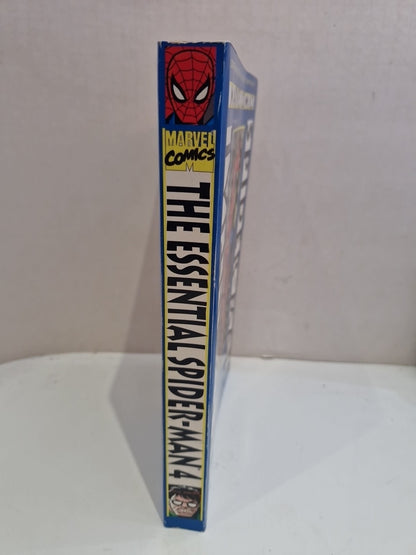 MARVEL
COMICS
THE ESSENTIAL SPIDER-MAN 4